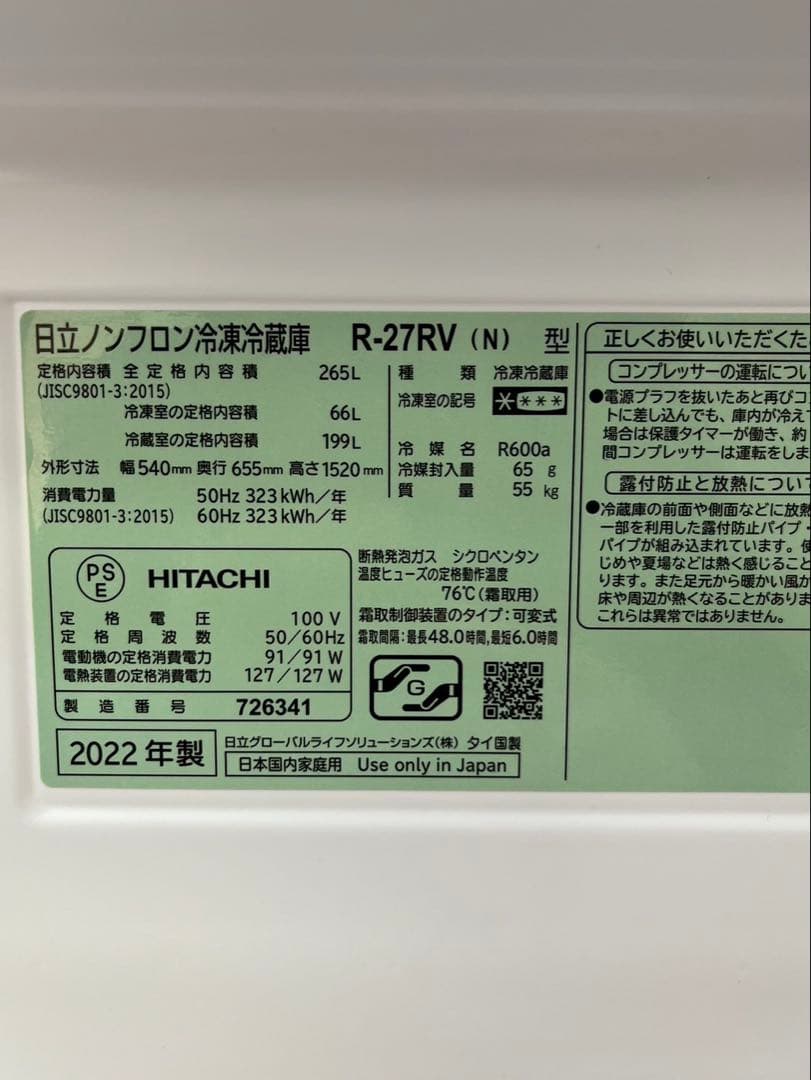 日立ノンフロン冷凍冷蔵庫 R-27RV (N) 型
定格内容積 全定格内容積 265L
(JISC9801-3:2015)
冷凍室の定格内容積 66L
冷蔵室の定格内容積 199L
外形寸法 幅540mm 奥行655mm 高さ1520mm
消費電力量 50Hz 323kWh/年
(JISC9801-3:2015) 60Hz 323kWh/年
種類 冷凍冷蔵庫
冷凍室の記号 ****
冷媒名 R600a
冷媒封入量 65 g
質量 55 kg
PS
E
HITACHI
定格電圧 100V
定格周波数 50/60Hz
電動機の定格消費電力 91/91W
電熱装置の定格消費電力 127/127W
製造番号 726341
断熱発泡ガス シクロペンタン
温度ヒューズの定格動作温度
76℃(霜取用)
霜取制御装置のタイプ:可変式
霜取間隔:最長48.0時間,最短6.0時間
G
2022年製
日立グローバルライフソリューションズ(株) タイ国製
日本国内家庭用 Use only in Japan
正しくお使いいただくた
コンプレッサーの運転につい
●電源プラフを抜いたあと再びコ
トに差し込んでも、庫内が冷え
場合は保護タイマーが働き、約
間コンプレッサーは運転をしま
露付防止と放熱について
●冷蔵庫の前面や側面などに放熱
一部を利用した露付防止パイプ・
パイプが組み込まれています。使
じめや夏場などは熱く感じること
ります。また足元から暖かい風か
床や周辺が熱くなることがありま
これらは異常ではありません。